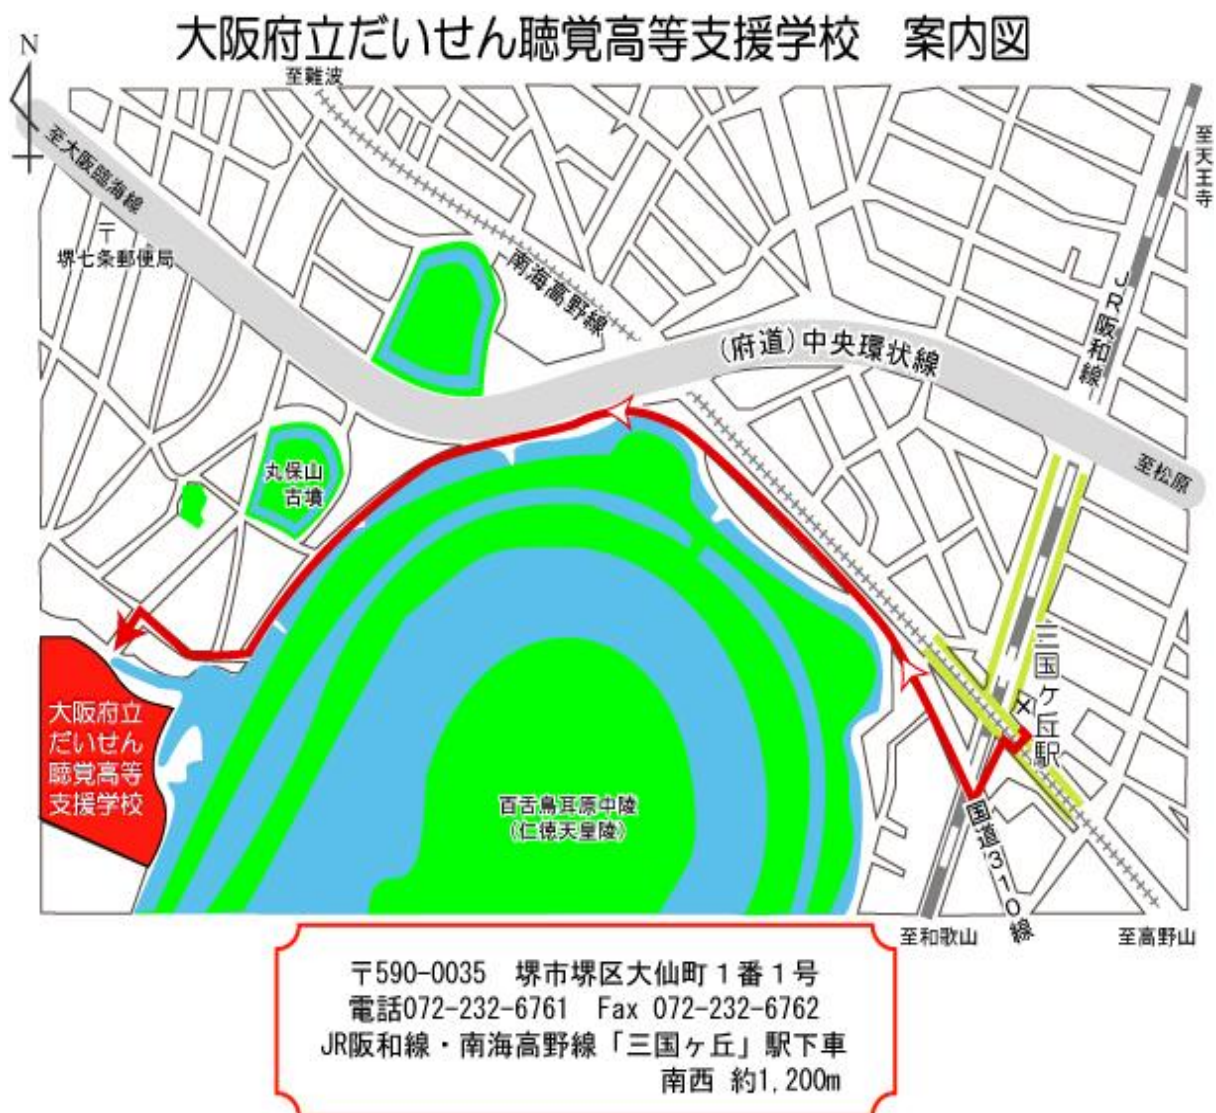 大阪府立だいせん聴覚高等支援学校　案内図
N
至難波
至大阪臨海線
至天王寺
〒
堺七条郵便局
南海高野線
JR阪和線
(府道)中央環状線
至松原
丸保山
古墳
三国ヶ丘駅
大阪府立
だいせん
聴覚高等
支援学校
百舌鳥耳原中陵
(仁徳天皇陵)
国道310線
至和歌山
至高野山
〒590-0035　堺市堺区大仙町１番１号
電話072-232-6761　Fax 072-232-6762
JR阪和線・南海高野線「三国ヶ丘」駅下車
南西 約1,200m